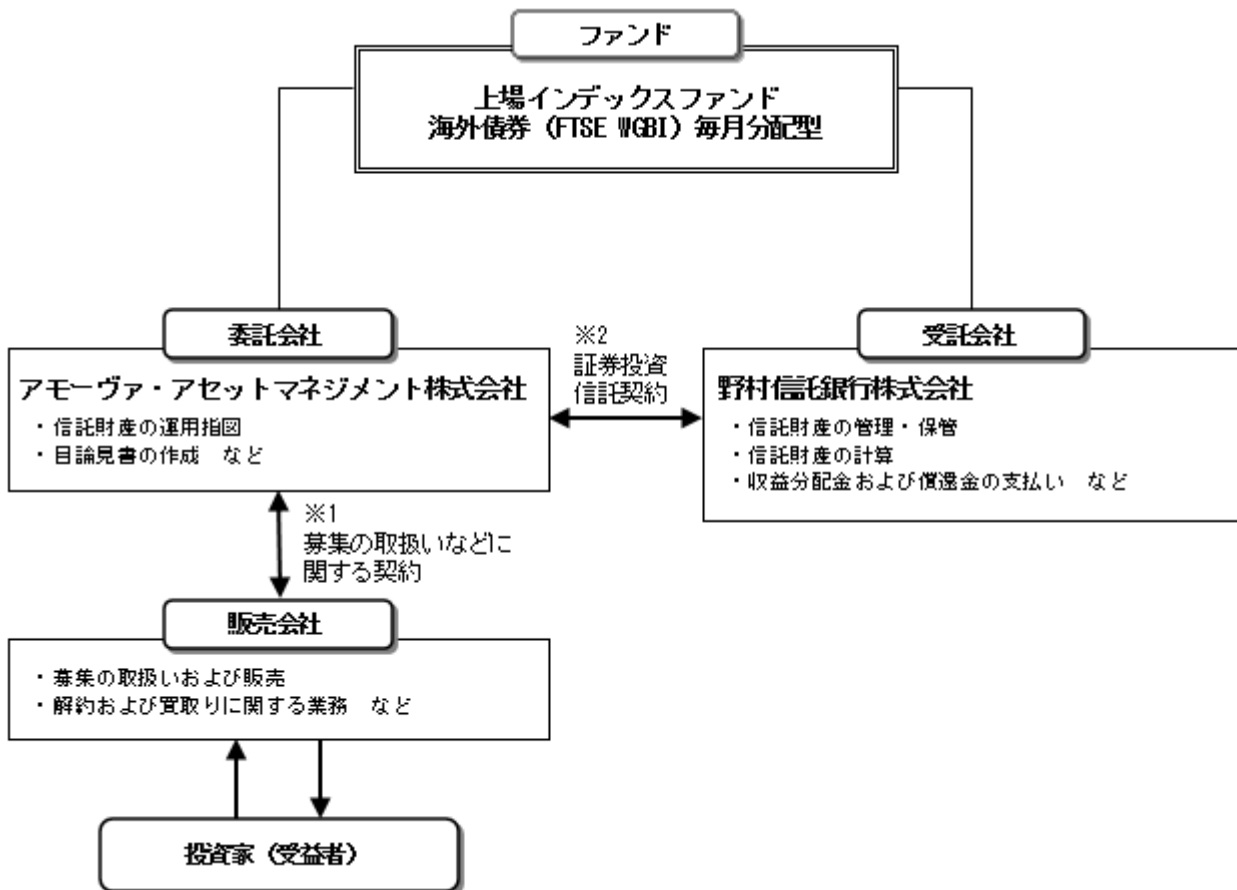 ファンド
上場インデックスファンド
海外債券（FTSE WGBI）毎月分配型
委託会社
アモーヴァ・アセットマネジメント株式会社
・信託財産の運用指図
・目論見書の作成　など
※2
証券投資
信託契約
受託会社
野村信託銀行株式会社
・信託財産の管理・保管
・信託財産の計算
・収益分配金および償還金の支払い　など
※1
募集の取扱いなどに
関する契約
販売会社
・募集の取扱いおよび販売
・解約および買取りに関する業務　など
投資家（受益者）